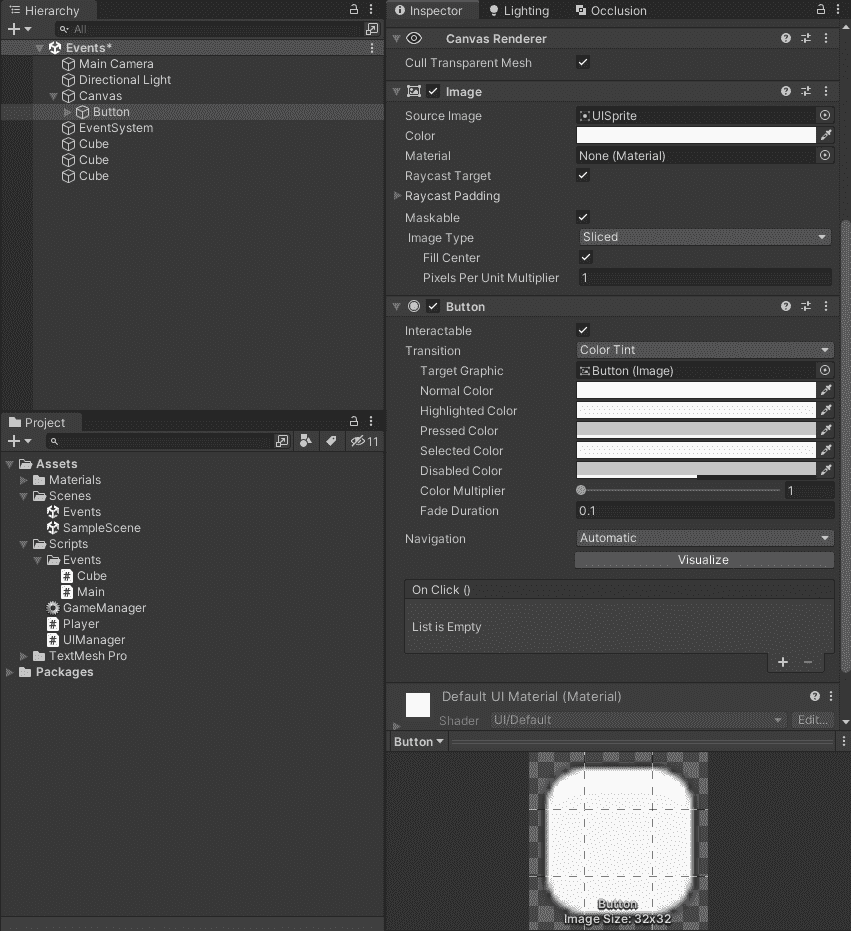 Hierarchy
All
Events*
Main Camera
Directional Light
Canvas
Button
EventSystem
Cube
Cube
Cube
Project
11
Assets
Materials
Scenes
Events
SampleScene
Scripts
Events
Cube
Main
GameManager
Player
UIManager
TextMesh Pro
Packages
Inspector Lighting Occlusion
Canvas Renderer
Cull Transparent Mesh
Image
Source Image UISprite
Color
Material None (Material)
Raycast Target
Raycast Padding
Maskable
Image Type Sliced
Fill Center
Pixels Per Unit Multiplier 1
Button
Interactable
Transition Color Tint
Target Graphic Button (Image)
Normal Color
Highlighted Color
Pressed Color
Selected Color
Disabled Color
Color Multiplier 1
Fade Duration 0.1
Navigation Automatic
Visualize
On Click ()
List is Empty
Default UI Material (Material)
Shader UI/Default Edit...
Button
Button
Image Size: 32x32